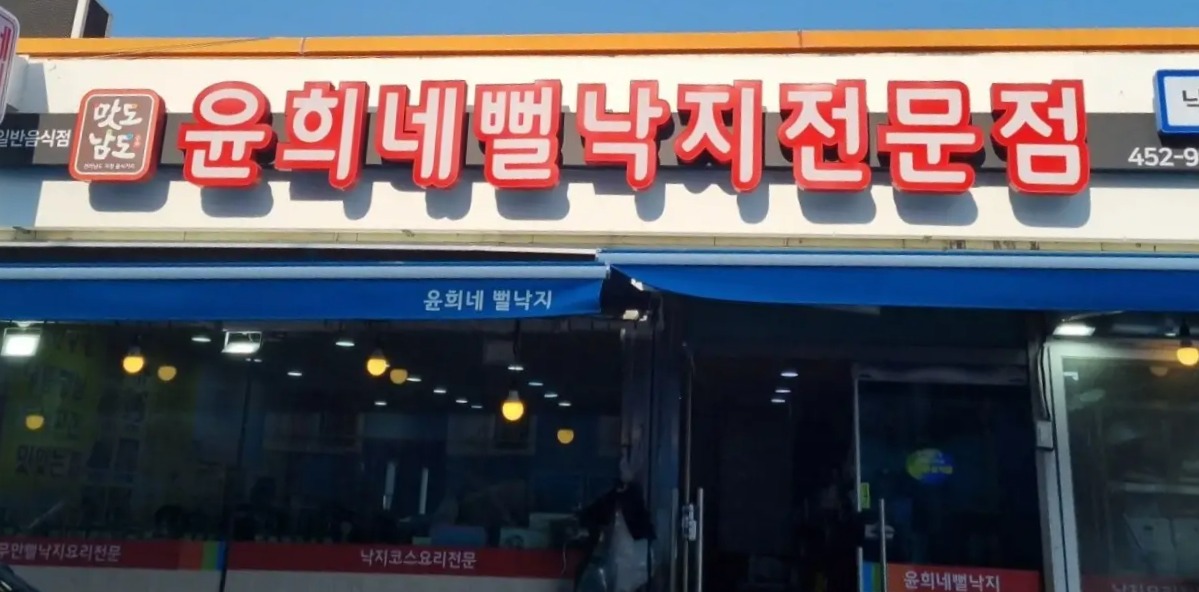 일반음식점
맛도
남도
윤희네뻘낙지전문점
452-9
윤희네 뻘낙지
무안뻘낙지요리전문
낙지코스요리전문
윤희네뻘낙지